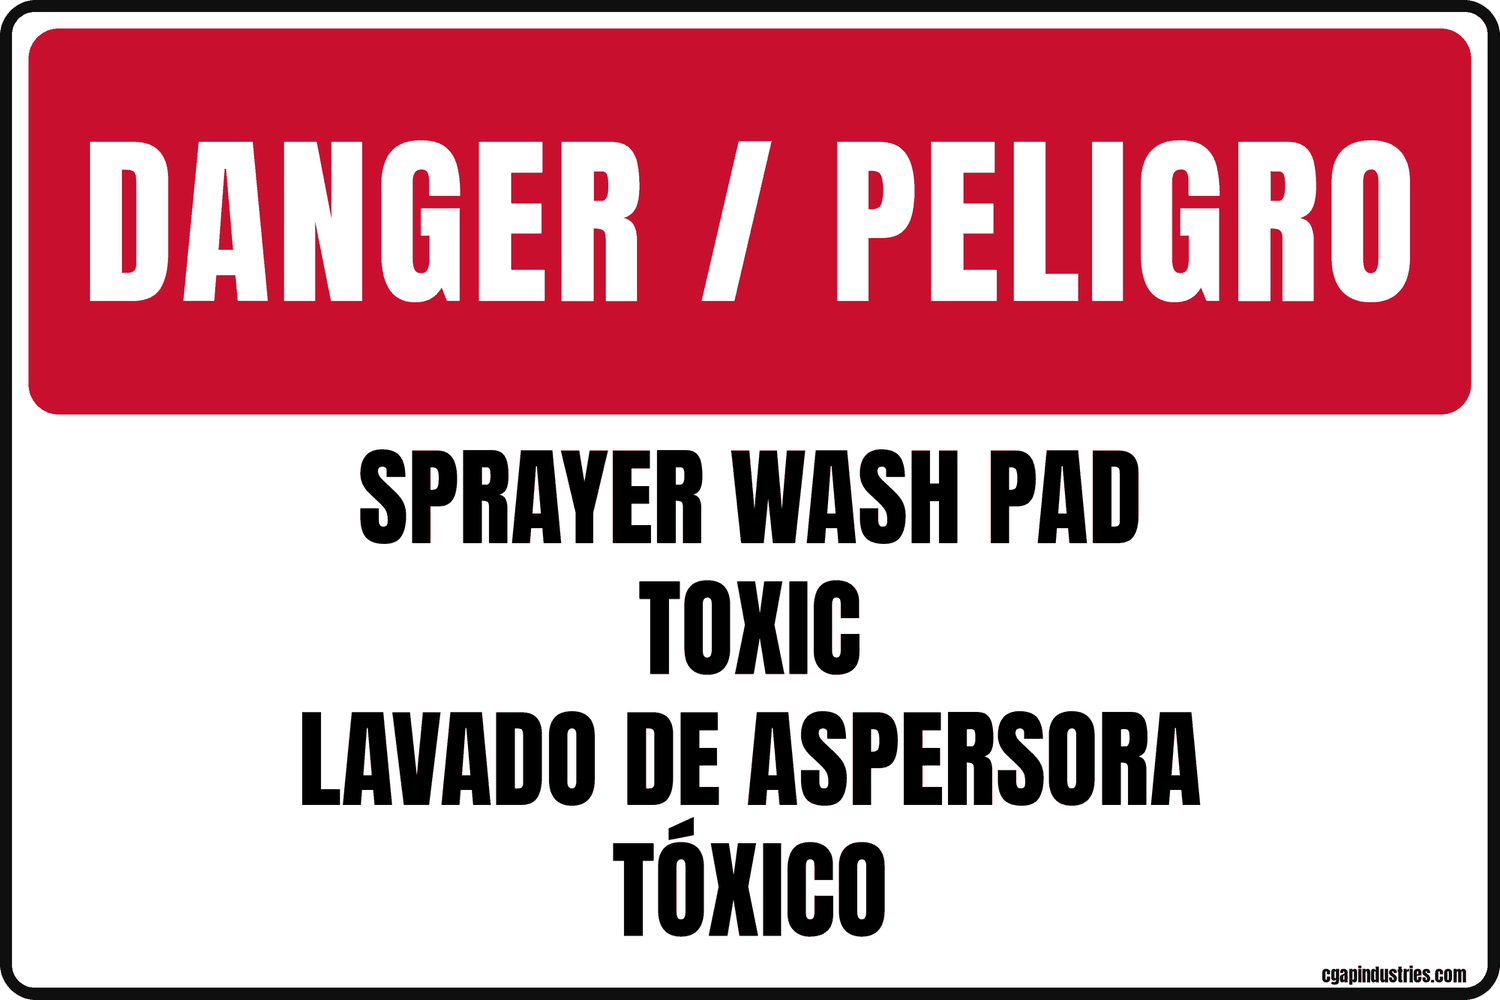 DANGER / PELIGRO
SPRAYER WASH PAD
TOXIC
LAVADO DE ASPERSORA
TÓXICO
cgapindustries.com